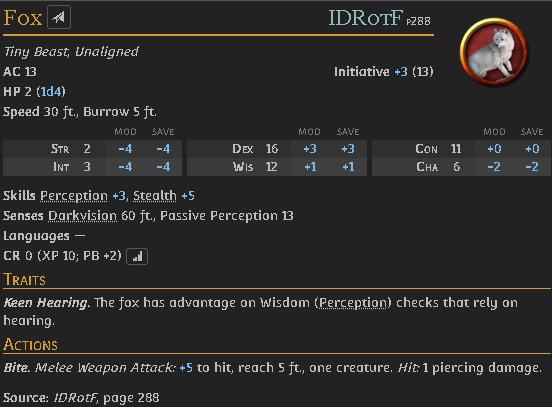 Fox IDRotF P288
Tiny Beast, Unaligned
AC 13 Initiative +3 (13)
HP 2 (1d4)
Speed 30 ft., Burrow 5 ft.
MOD SAVE MOD SAVE MOD SAVE
STR 2 −4 −4 DEX 16 +3 +3 CON 11 +0 +0
INT 3 −4 −4 WIS 12 +1 +1 CHA 6 −2 −2
Skills Perception +3, Stealth +5
Senses Darkvision 60 ft., Passive Perception 13
Languages —
CR 0 (XP 10; PB +2)
Traits
Keen Hearing. The fox has advantage on Wisdom (Perception) checks that rely on
hearing.
Actions
Bite. Melee Weapon Attack: +5 to hit, reach 5 ft., one creature. Hit: 1 piercing damage.
Source: IDRotF, page 288